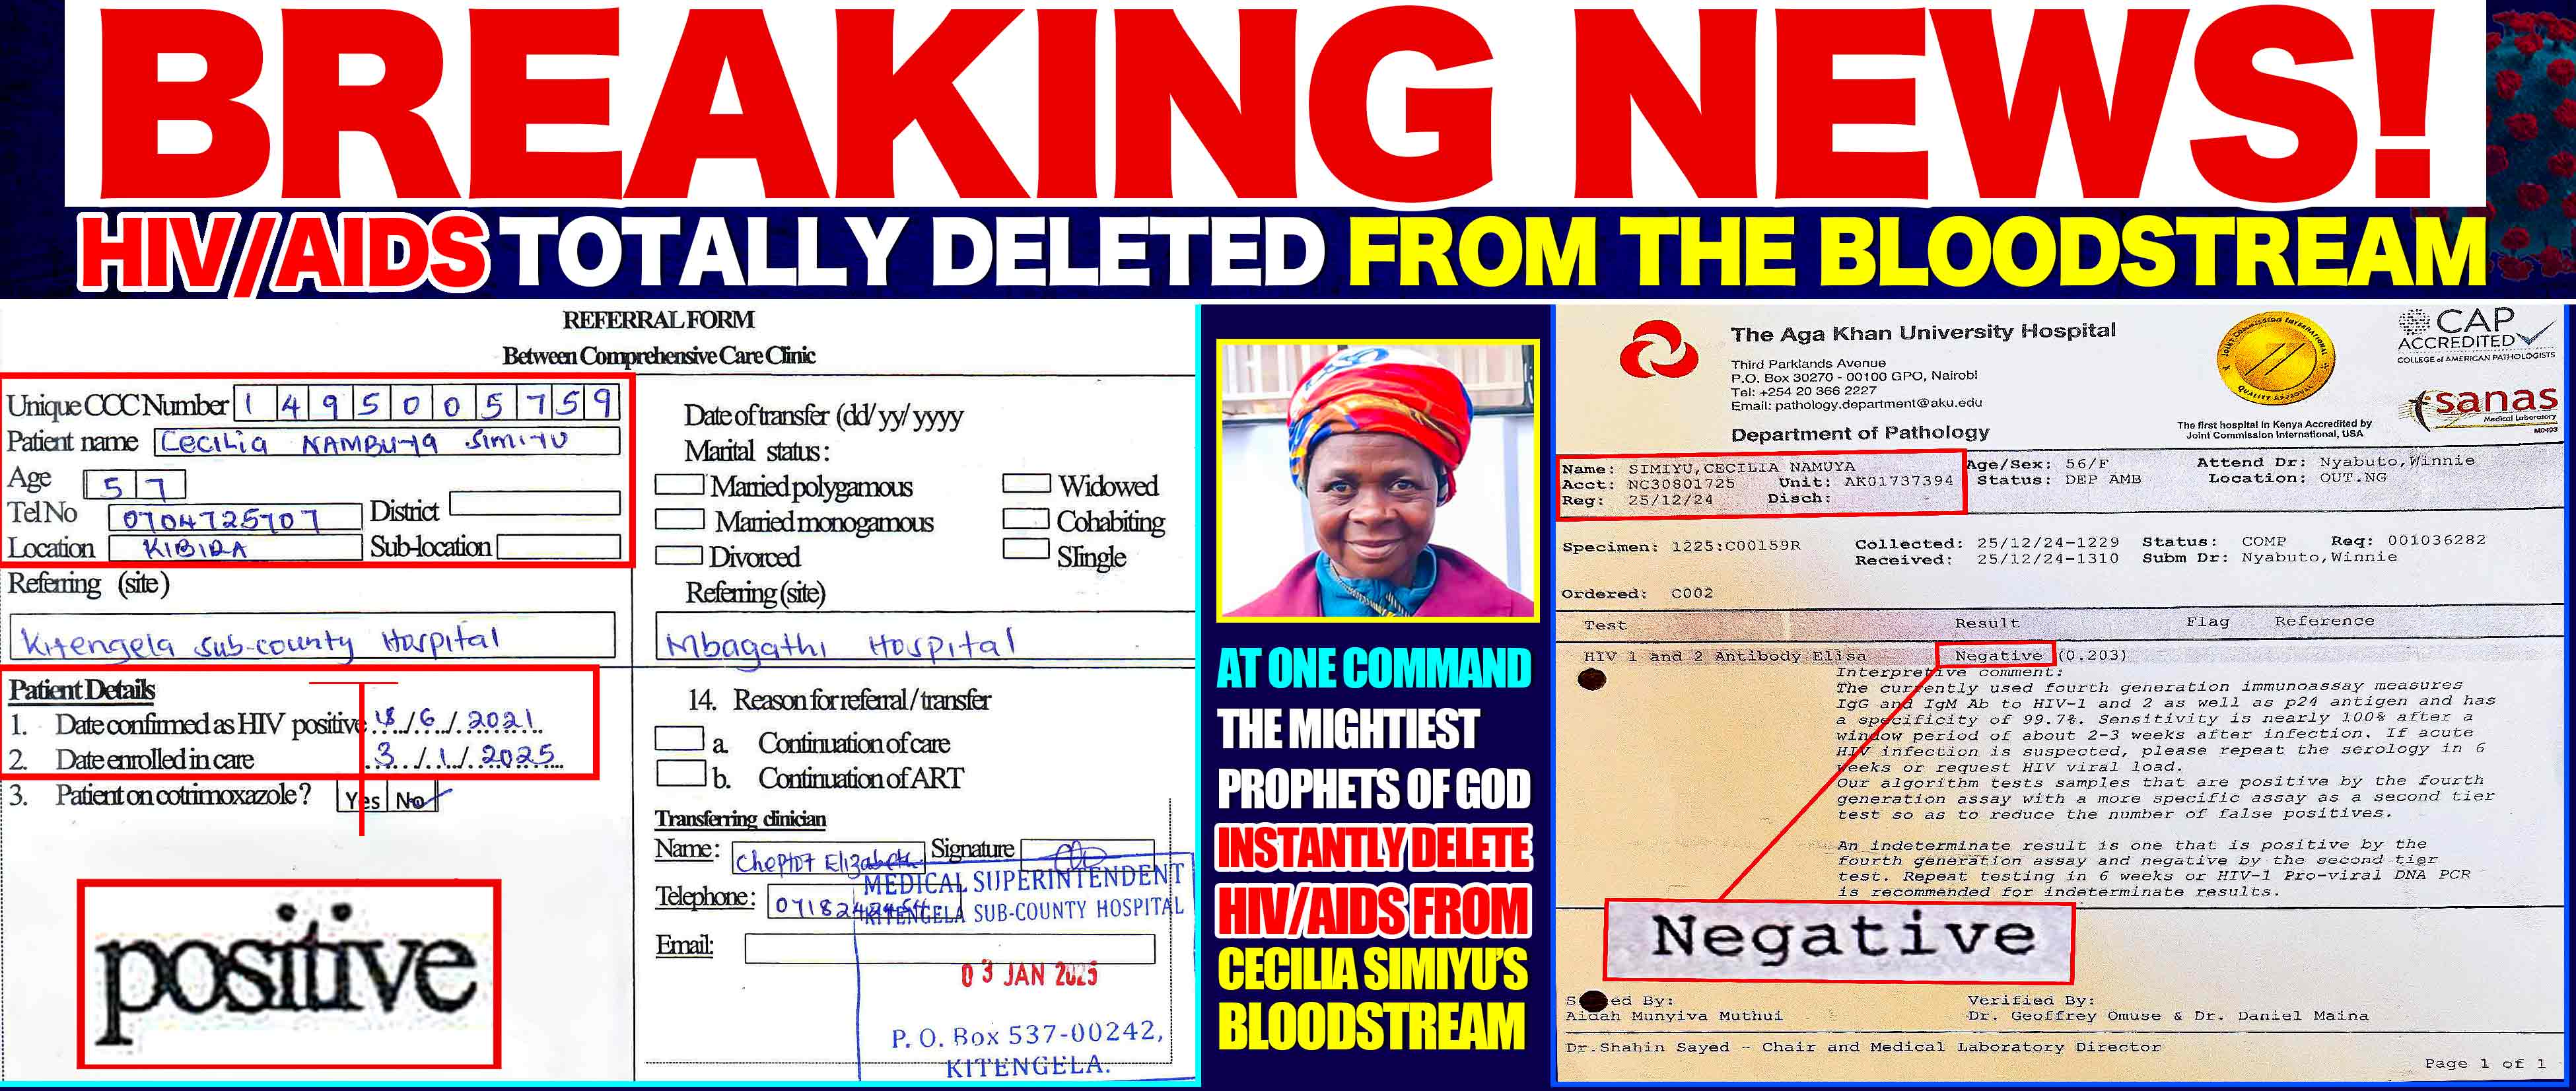 BREAKING NEWS!
HIV/AIDS TOTALLY DELETED FROM THE BLOODSTREAM
REFERRAL FORM
Between Comprehensive Care Clinic
Unique CCC Number 1 4 9 5 0 0 5 7 5 9
Patient name Cecilia NAMBUYA SIMIYU
Age 5 7
Tel No 0704725707 District
Location KIBIRA Sub-location
Referring (site)
Kitengela sub-county Hospital
Patient Details
1. Date confirmed as HIV positive 18/6/2021
2. Date enrolled in care 3/1/2025
3. Patient on cotrimoxazole? Yes No
positive
Date of transfer (dd/yy/yyyy
Marital status:
Married polygamous Widowed
Married monogamous Cohabiting
Divorced SIingle
Referring (site)
Mbagathi Hospital
14. Reason for referral/transfer
a. Continuation of care
b. Continuation of ART
Transferring clinician
Name: Cheptot Elizabeth Signature
Telephone:
Email:
MEDICAL SUPERINTENDENT
KITENGELA SUB-COUNTY HOSPITAL
03 JAN 2025
P. O. Box 537-00242,
KITENGELA.
AT ONE COMMAND
THE MIGHTIEST
PROPHETS OF GOD
INSTANTLY DELETE
HIV/AIDS FROM
CECILIA SIMIYU'S
BLOODSTREAM
The Aga Khan University Hospital
Third Parklands Avenue
P.O. Box 30270 - 00100 GPO, Nairobi
Tel: +254 20 366 2227
Email: pathology.department@aku.edu
Department of Pathology
JOINT COMMISSION INTERNATIONAL
QUALITY APPROVAL
The first hospital in Kenya Accredited by
Joint Commission International, USA
CAP
ACCREDITED
COLLEGE of AMERICAN PATHOLOGISTS
sanas
Medical Laboratory
Name: SIMIYU,CECILIA NAMUYA Age/Sex: 56/F Attend Dr: Nyabuto,Winnie
Acct: NC30801725 Unit: AK01737394 Status: DEP AMB Location: OUT.NG
Reg: 25/12/24 Disch:
Specimen: 1225:C00159R Collected: 25/12/24-1229 Status: COMP Req: 001036282
Received: 25/12/24-1310 Subm Dr: Nyabuto,Winnie
Ordered: C002
Test Result Flag Reference
HIV 1 and 2 Antibody Elisa Negative (0.203)
Interpretive comment:
The currently used fourth generation immunoassay measures
IgG and IgM Ab to HIV-1 and 2 as well as p24 antigen and has
a specificity of 99.7%. Sensitivity is nearly 100% after a
window period of about 2-3 weeks after infection. If acute
HIV infection is suspected, please repeat the serology in 6
weeks or request HIV viral load.
Our algorithm tests samples that are positive by the fourth
generation assay with a more specific assay as a second tier
test so as to reduce the number of false positives.
An indeterminate result is one that is positive by the
fourth generation assay and negative by the second tier
test. Repeat testing in 6 weeks or HIV-1 Pro-viral DNA PCR
is recommended for indeterminate results.
Negative
ed By: Verified By:
Aidah Munyiva Muthui Dr. Geoffrey Omuse & Dr. Daniel Maina
Dr.Shahin Sayed - Chair and Medical Laboratory Director
Page 1 of 1